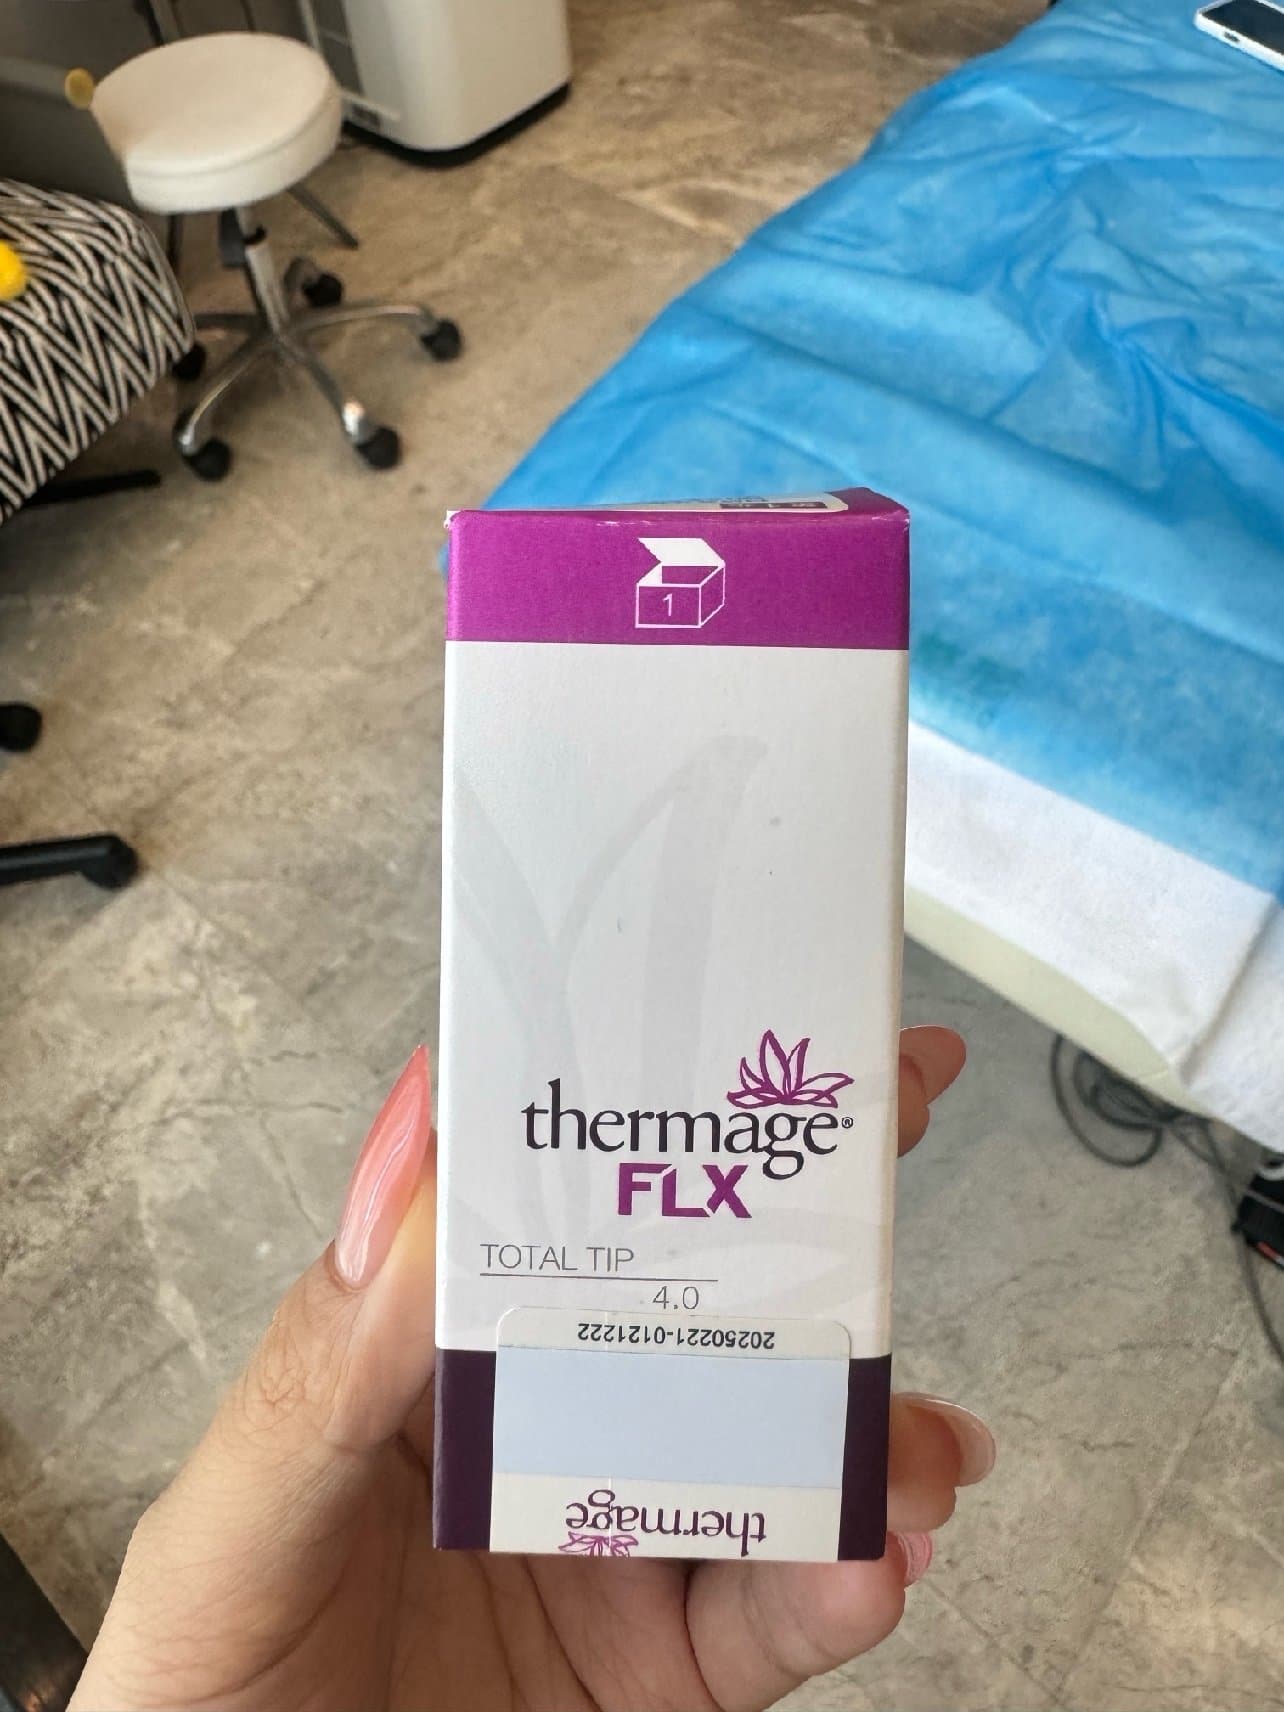 1
thermage®
FLX
TOTAL TIP
4.0
20250221-0121222
thermage